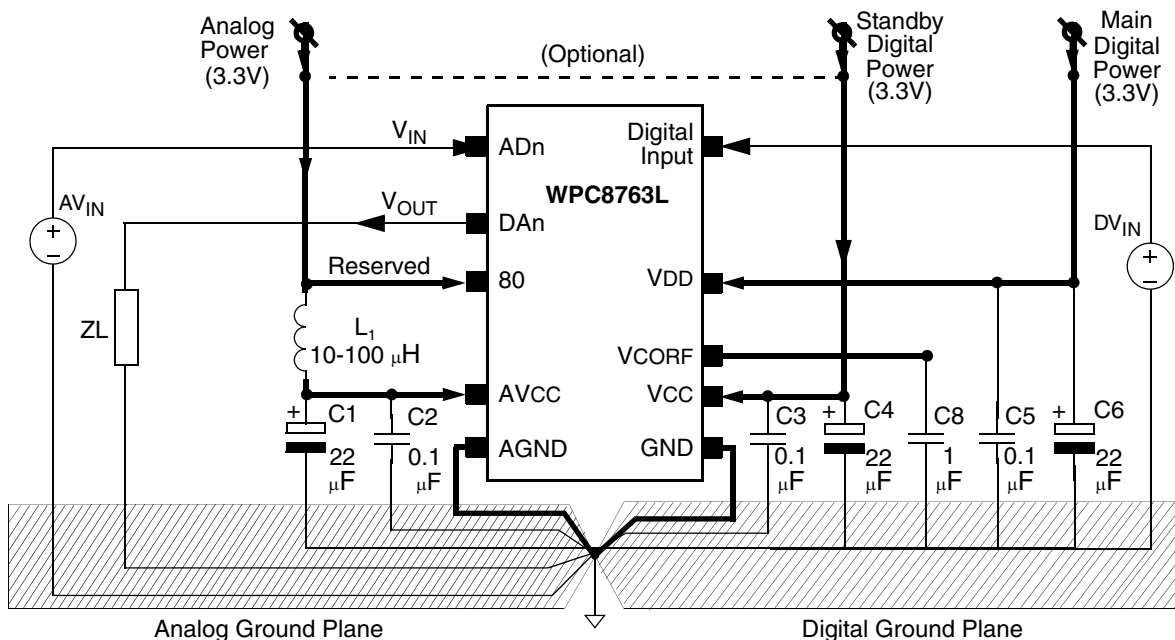 Analog
Power
(3.3V)
(Optional)
Standby
Digital
Power
(3.3V)
Main
Digital
Power
(3.3V)
VIN
ADn
Digital
Input
WPC8763L
AVIN
+
−
VOUT
DAn
DVIN
+
−
Reserved
80
VDD
ZL
L1
10-100 μH
VCORF
AVCC
VCC
+
C1
22
μF
C2
0.1
μF
AGND
GND
C3
0.1
μF
+
C4
22
μF
C8
1
μF
C5
0.1
μF
+
C6
22
μF
Analog Ground Plane
Digital Ground Plane